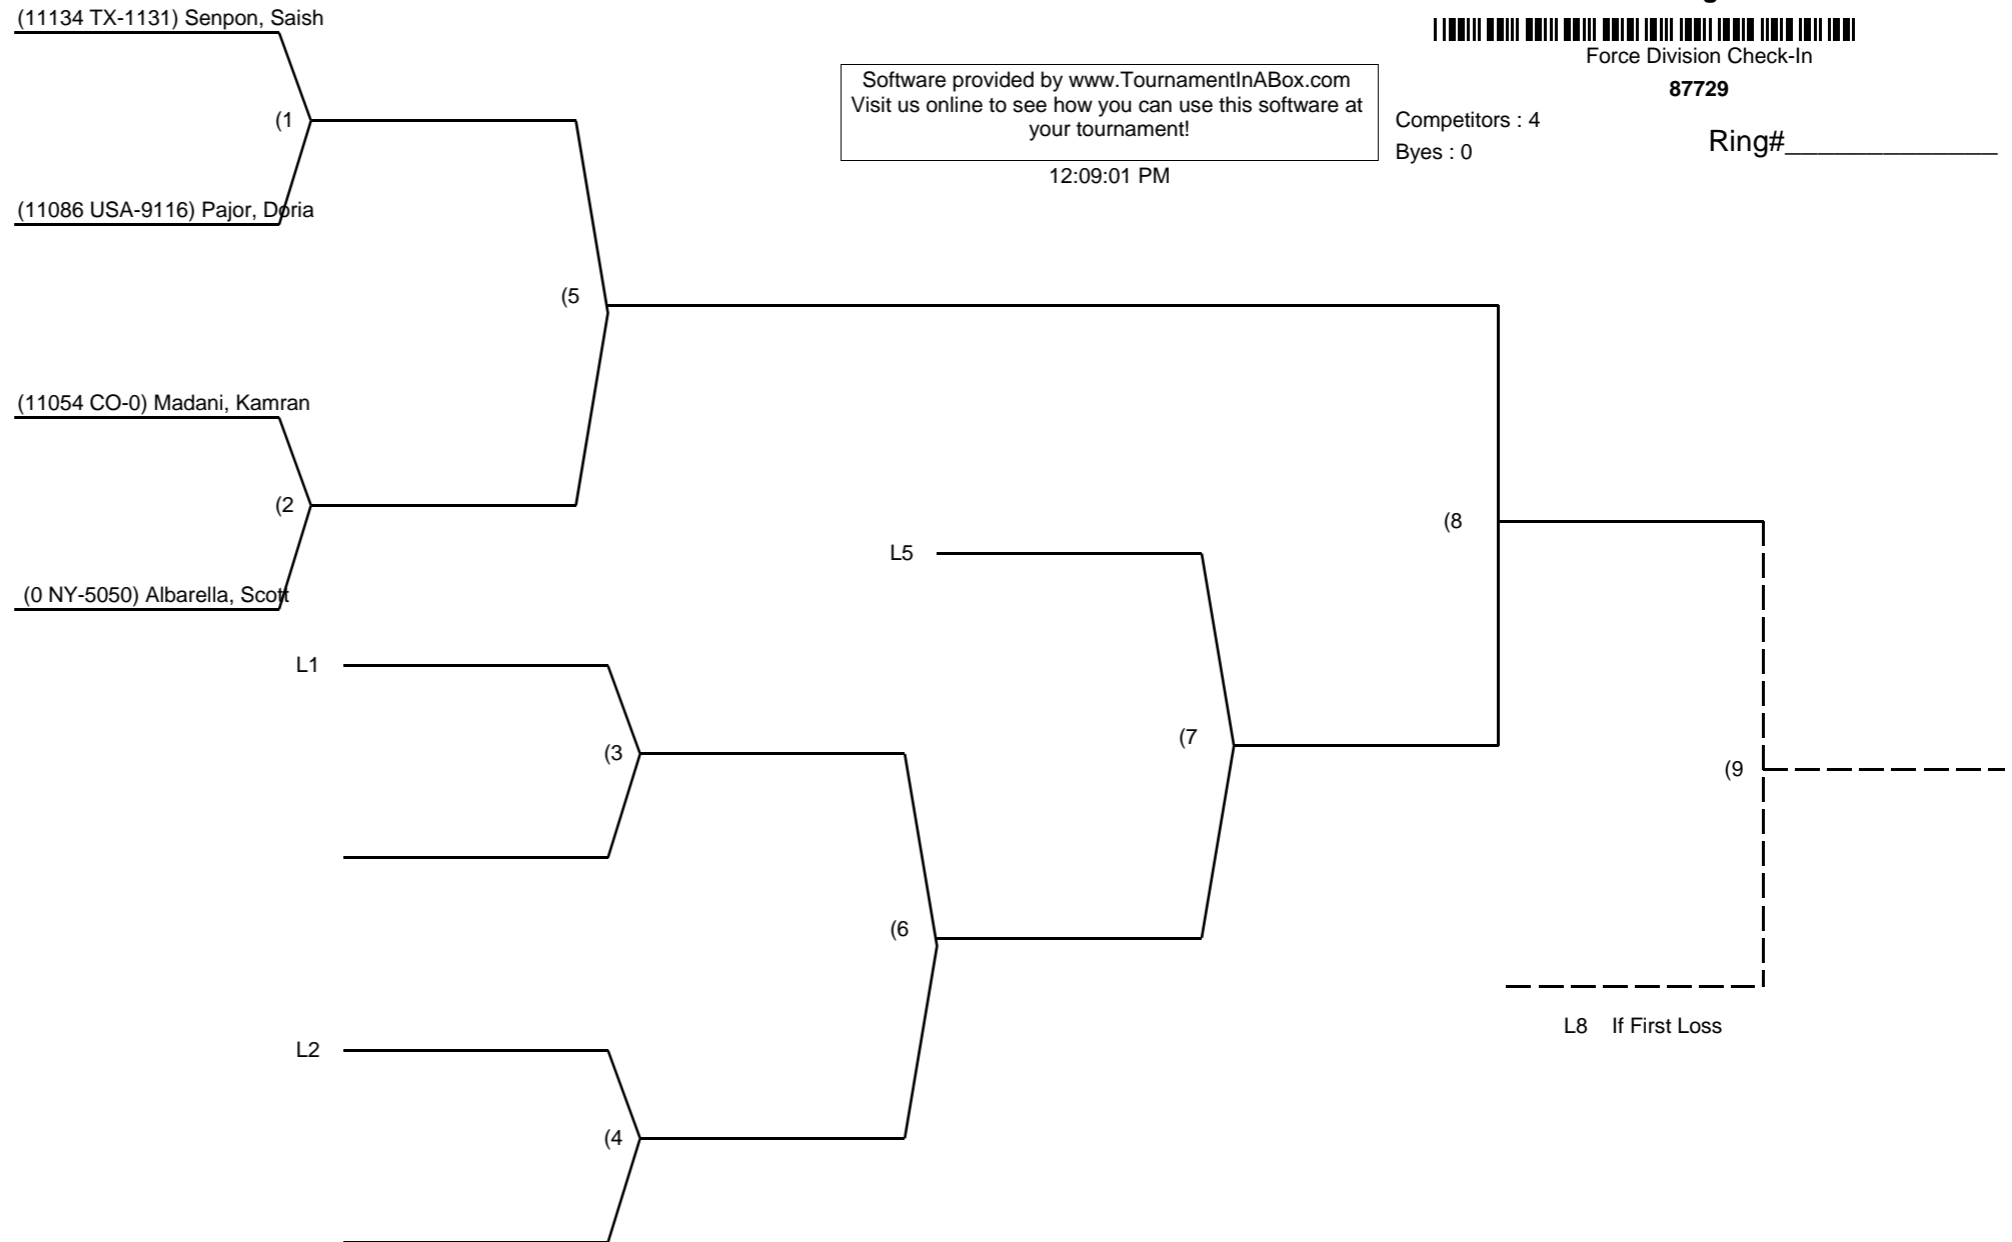 (11134 TX-1131) Senpon, Saish
Force Division Check-In
Software provided by www.TournamentInABox.com
Visit us online to see how you can use this software at
your tournament!
87729
Competitors : 4
(1
Ring#_____________
Byes : 0
12:09:01 PM
(11086 USA-9116) Pajor, Doria
(5
(11054 CO-0) Madani, Kamran
(2
(8
L5
(0 NY-5050) Albarella, Scott
L1
(7
(3
(9
(6
L8 If First Loss
L2
(4